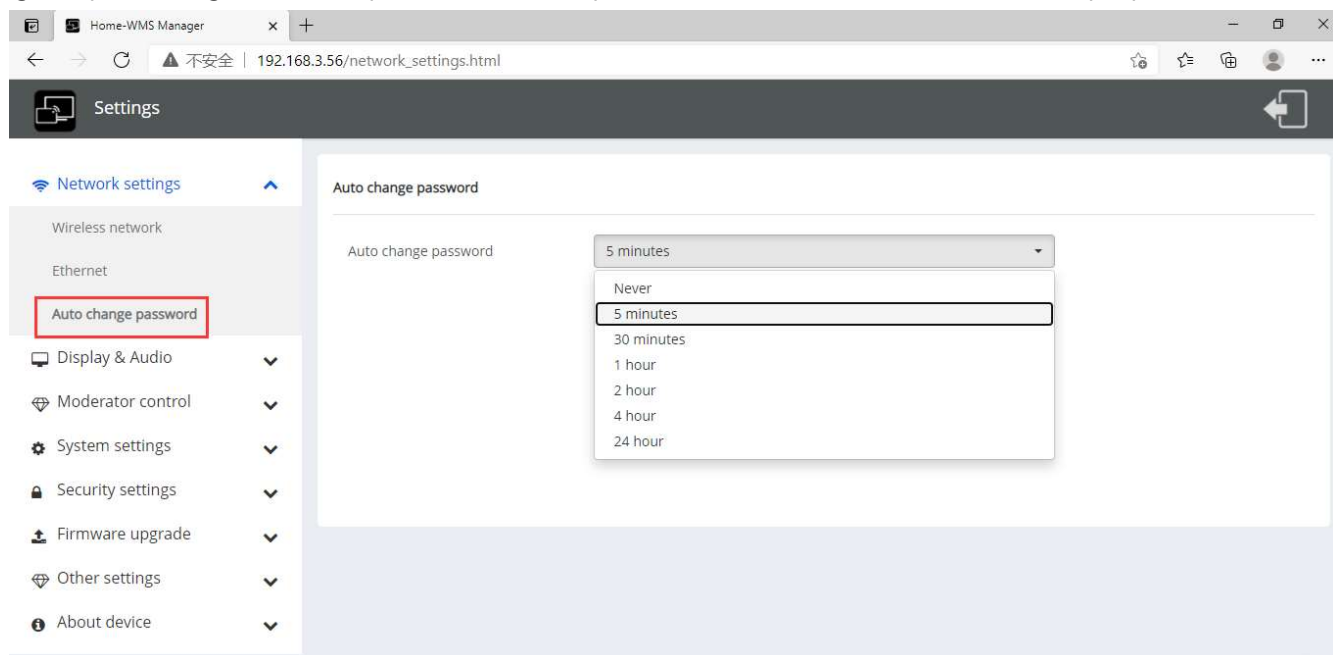 Home-WMS Manager
不安全 | 192.168.3.56/network_settings.html
Settings
Network settings
Wireless network
Ethernet
Auto change password
Display & Audio
Moderator control
System settings
Security settings
Firmware upgrade
Other settings
About device
Auto change password
Auto change password 5 minutes
Never
5 minutes
30 minutes
1 hour
2 hour
4 hour
24 hour